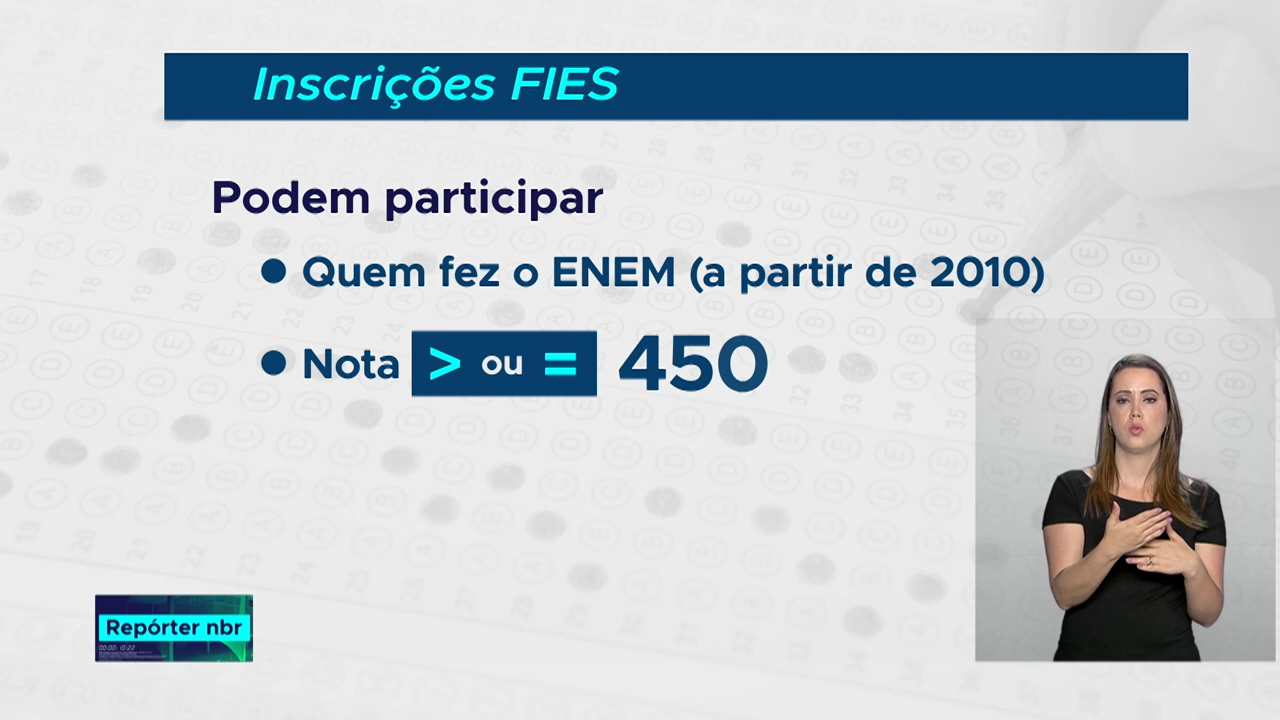 Inscrições FIES
Podem participar
● Quem fez o ENEM (a partir de 2010)
● Nota > ou = 450
Repórter nbr